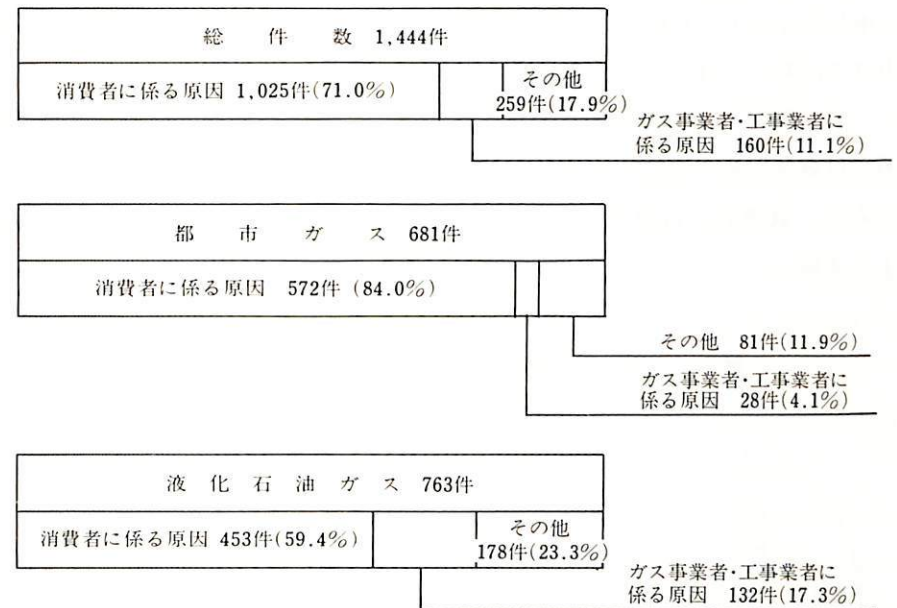 総件数 1,444件
消費者に係る原因 1,025件(71.0%)
その他
259件(17.9%)
ガス事業者・工事業者に
係る原因 160件(11.1%)
都市ガス 681件
消費者に係る原因 572件 (84.0%)
その他 81件(11.9%)
ガス事業者・工事業者に
係る原因 28件(4.1%)
液化石油ガス 763件
消費者に係る原因 453件(59.4%)
その他
178件(23.3%)
ガス事業者・工事業者に
係る原因 132件(17.3%)